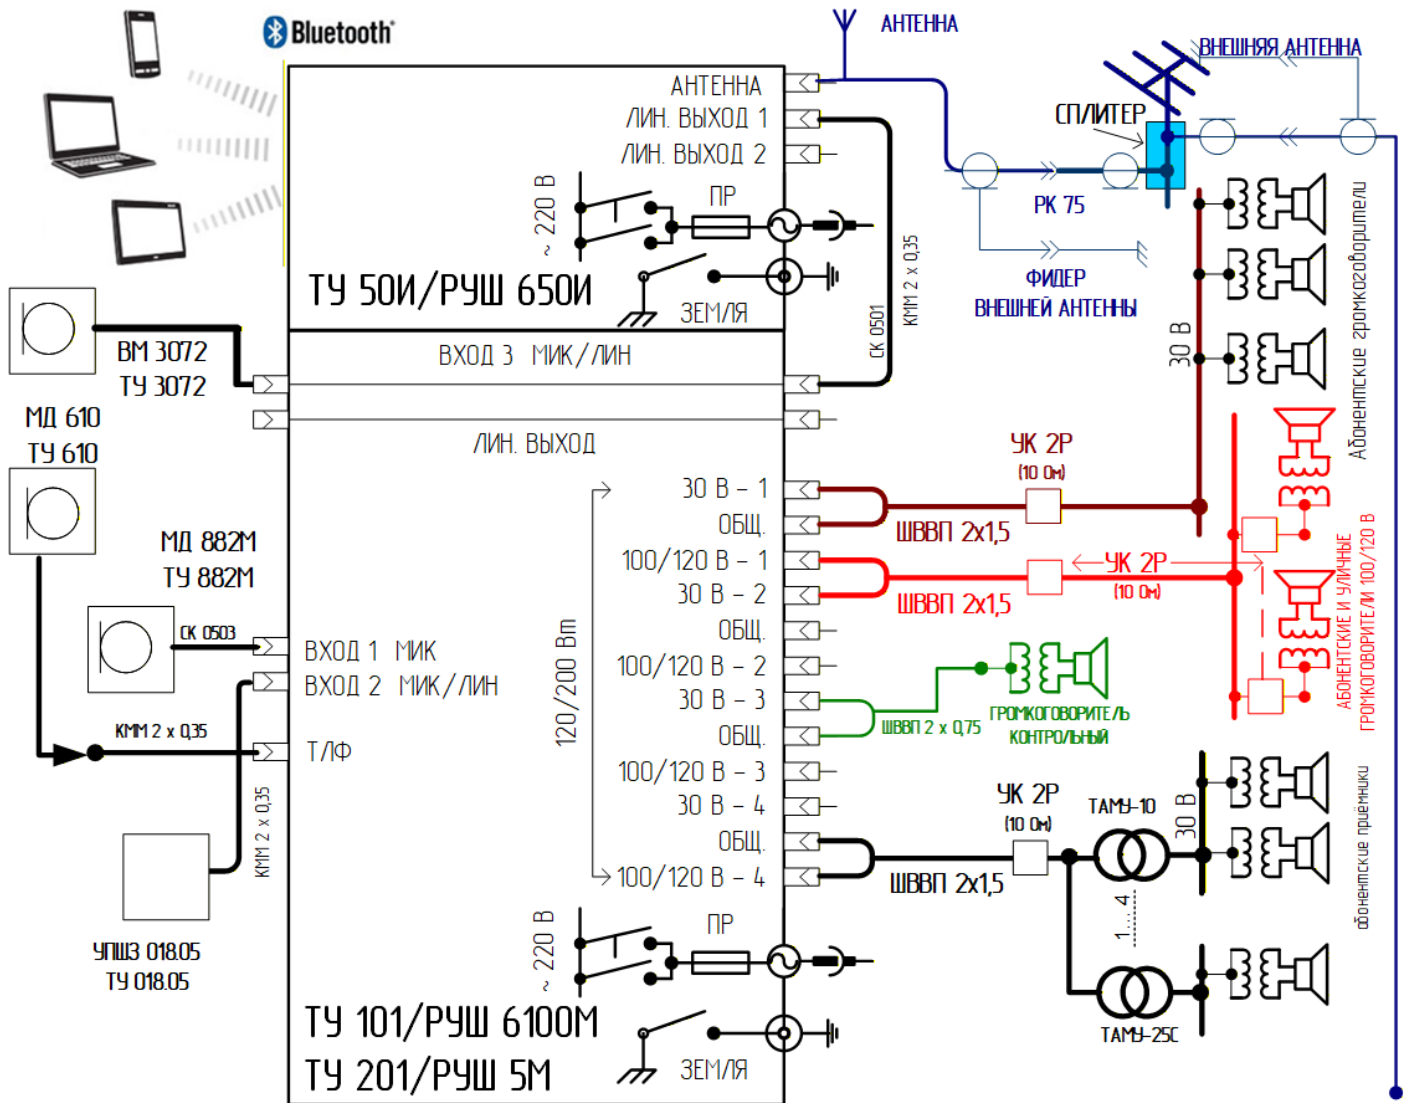 Bluetooth®
АНТЕННА
ВНЕШНЯЯ АНТЕННА
СПЛИТЕР
АНТЕННА
ЛИН. ВЫХОД 1
ЛИН. ВЫХОД 2
~ 220 В
ПР
ЗЕМЛЯ
ТУ 50И/РУШ 650И
РК 75
ФИДЕР
ВНЕШНЕЙ АНТЕННЫ
СК 0501
КММ 2 х 0,35
30 В
Абонентские громкоговорители
ВМ 3072
ТУ 3072
ВХОД 3 МИК/ЛИН
МД 610
ТУ 610
ЛИН. ВЫХОД
МД 882М
ТУ 882М
СК 0503
ВХОД 1 МИК
ВХОД 2 МИК/ЛИН
КММ 2 х 0,35
Т/ЛФ
КММ 2 х 0,35
УПШЗ 018.05
ТУ 018.05
120/200 Вт
30 В - 1
ОБЩ.
100/120 В - 1
30 В - 2
ОБЩ.
100/120 В - 2
30 В - 3
ОБЩ.
100/120 В - 3
30 В - 4
ОБЩ.
100/120 В - 4
УК 2Р
(10 Ом)
ШВВП 2х1,5
УК 2Р
(10 Ом)
ШВВП 2х1,5
АБОНЕНТСКИЕ И УЛИЧНЫЕ
ГРОМКОГОВОРИТЕЛИ 100/120 В
ШВВП 2 х 0,75
ГРОМКОГОВОРИТЕЛЬ
КОНТРОЛЬНЫЙ
УК 2Р
(10 Ом)
ШВВП 2х1,5
ТАМУ-10
30 В
1... 4
ТАМУ-25С
абонентские приёмники
~ 220 В
ПР
ЗЕМЛЯ
ТУ 101/РУШ 6100М
ТУ 201/РУШ 5М